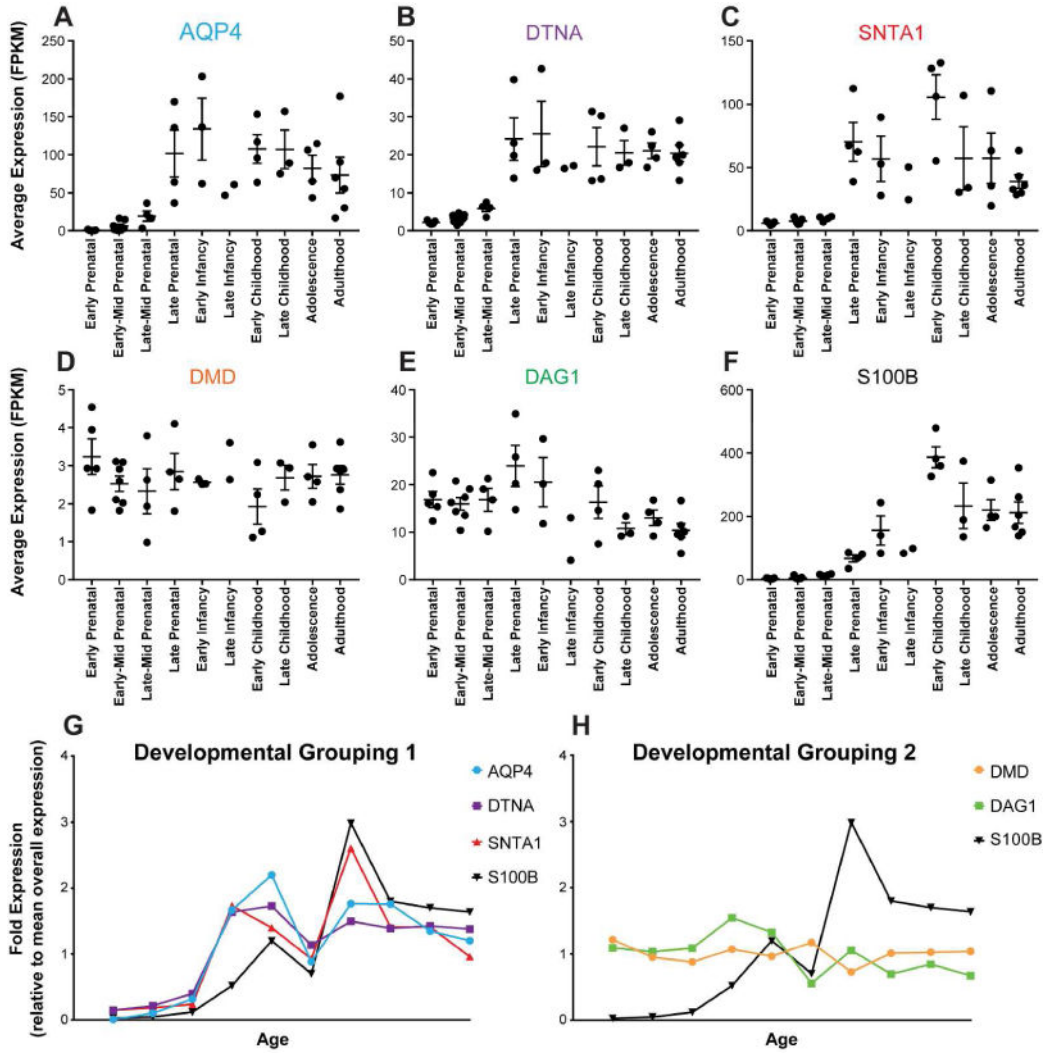 A
AQP4
Average Expression (FPKM)
250
200
150
100
50
0
Early Prenatal
Early-Mid Prenatal
Late-Mid Prenatal
Late Prenatal
Early Infancy
Late Infancy
Early Childhood
Late Childhood
Adolescence
Adulthood
B
DTNA
50
40
30
20
10
0
Early Prenatal
Early-Mid Prenatal
Late-Mid Prenatal
Late Prenatal
Early Infancy
Late Infancy
Early Childhood
Late Childhood
Adolescence
Adulthood
C
SNTA1
150
100
50
0
Early Prenatal
Early-Mid Prenatal
Late-Mid Prenatal
Late Prenatal
Early Infancy
Late Infancy
Early Childhood
Late Childhood
Adolescence
Adulthood
D
DMD
Average Expression (FPKM)
5
4
3
2
1
0
Early Prenatal
Early-Mid Prenatal
Late-Mid Prenatal
Late Prenatal
Early Infancy
Late Infancy
Early Childhood
Late Childhood
Adolescence
Adulthood
E
DAG1
40
30
20
10
0
Early Prenatal
Early-Mid Prenatal
Late-Mid Prenatal
Late Prenatal
Early Infancy
Late Infancy
Early Childhood
Late Childhood
Adolescence
Adulthood
F
S100B
600
400
200
0
Early Prenatal
Early-Mid Prenatal
Late-Mid Prenatal
Late Prenatal
Early Infancy
Late Infancy
Early Childhood
Late Childhood
Adolescence
Adulthood
G
Developmental Grouping 1
Fold Expression
(relative to mean overall expression)
4
3
2
1
0
AQP4
DTNA
SNTA1
S100B
Age
H
Developmental Grouping 2
4
3
2
1
0
DMD
DAG1
S100B
Age